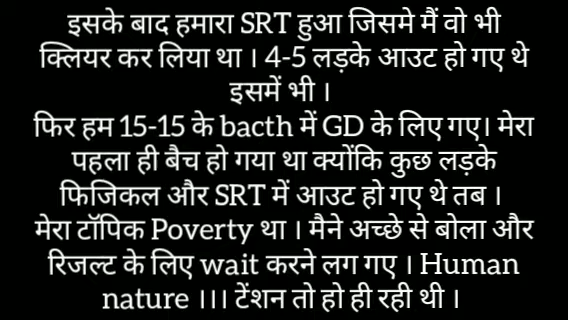 इसके बाद हमारा SRT हुआ जिसमे मैं वो भी
क्लियर कर लिया था । 4-5 लड़के आउट हो गए थे
इसमें भी ।
फिर हम 15-15 के bacth में GD के लिए गए। मेरा
पहला ही बैच हो गया था क्योंकि कुछ लड़के
फिजिकल और SRT में आउट हो गए थे तब ।
मेरा टॉपिक Poverty था । मैने अच्छे से बोला और
रिजल्ट के लिए wait करने लग गए । Human
nature ।।। टेंशन तो हो ही रही थी ।